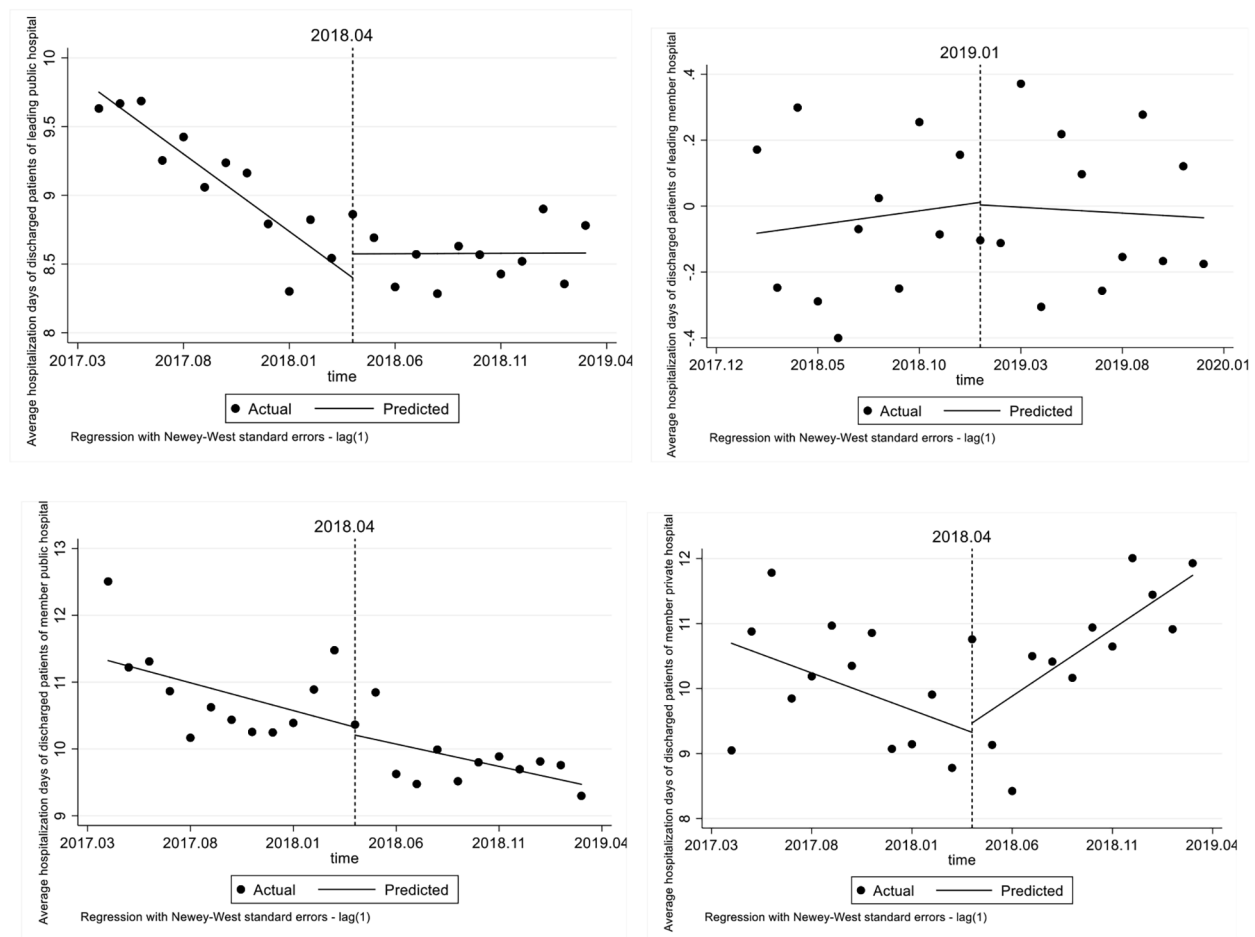 2018.04
Average hospitalization days of discharged patients of leading public hospital
10
9.5
9
8.5
8
2017.03 2017.08 2018.01 2018.06 2018.11 2019.04
time
Actual Predicted
Regression with Newey-West standard errors - lag(1)
2019.01
Average hospitalization days of discharged patients of leading member hospital
.4
.2
0
-.2
-.4
2017.12 2018.05 2018.10 2019.03 2019.08 2020.01
time
Actual Predicted
Regression with Newey-West standard errors - lag(1)
2018.04
Average hospitalization days of discharged patients of member public hospital
13
12
11
10
9
2017.03 2017.08 2018.01 2018.06 2018.11 2019.04
time
Actual Predicted
Regression with Newey-West standard errors - lag(1)
2018.04
Average hospitalization days of discharged patients of member private hospital
12
11
10
9
8
2017.03 2017.08 2018.01 2018.06 2018.11 2019.04
time
Actual Predicted
Regression with Newey-West standard errors - lag(1)